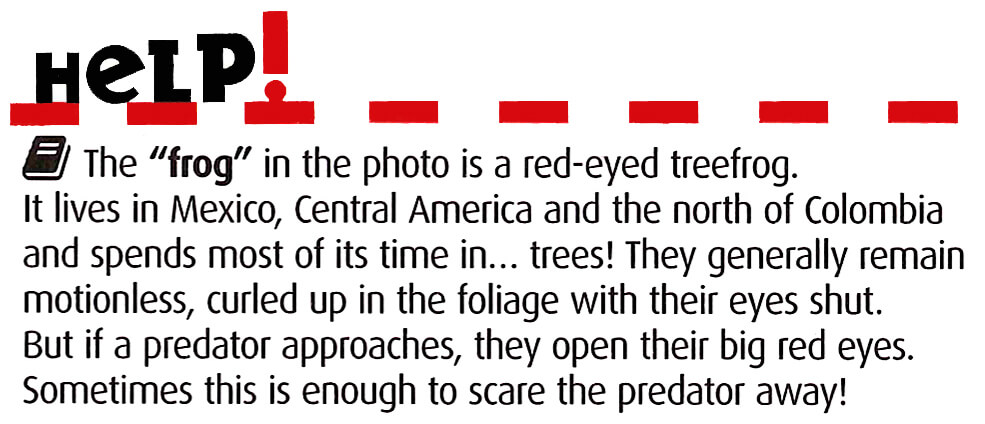 HeLP!
The “frog” in the photo is a red-eyed treefrog.
It lives in Mexico, Central America and the north of Colombia
and spends most of its time in... trees! They generally remain
motionless, curled up in the foliage with their eyes shut.
But if a predator approaches, they open their big red eyes.
Sometimes this is enough to scare the predator away!